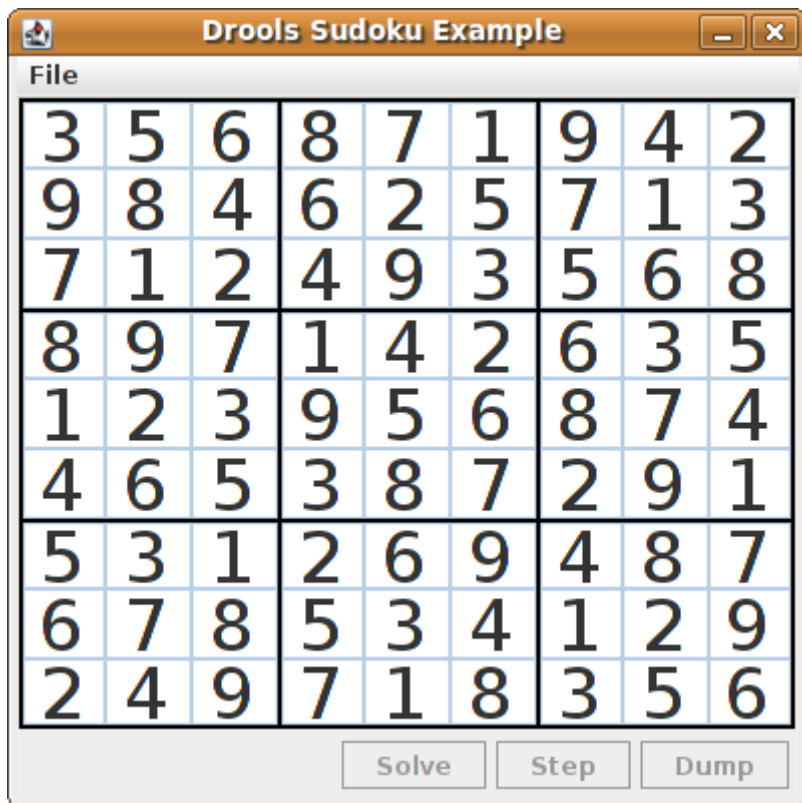 Drools Sudoku Example
File
3 5 6 8 7 1 9 4 2
9 8 4 6 2 5 7 1 3
7 1 2 4 9 3 5 6 8
8 9 7 1 4 2 6 3 5
1 2 3 9 5 6 8 7 4
4 6 5 3 8 7 2 9 1
5 3 1 2 6 9 4 8 7
6 7 8 5 3 4 1 2 9
2 4 9 7 1 8 3 5 6
Solve Step Dump